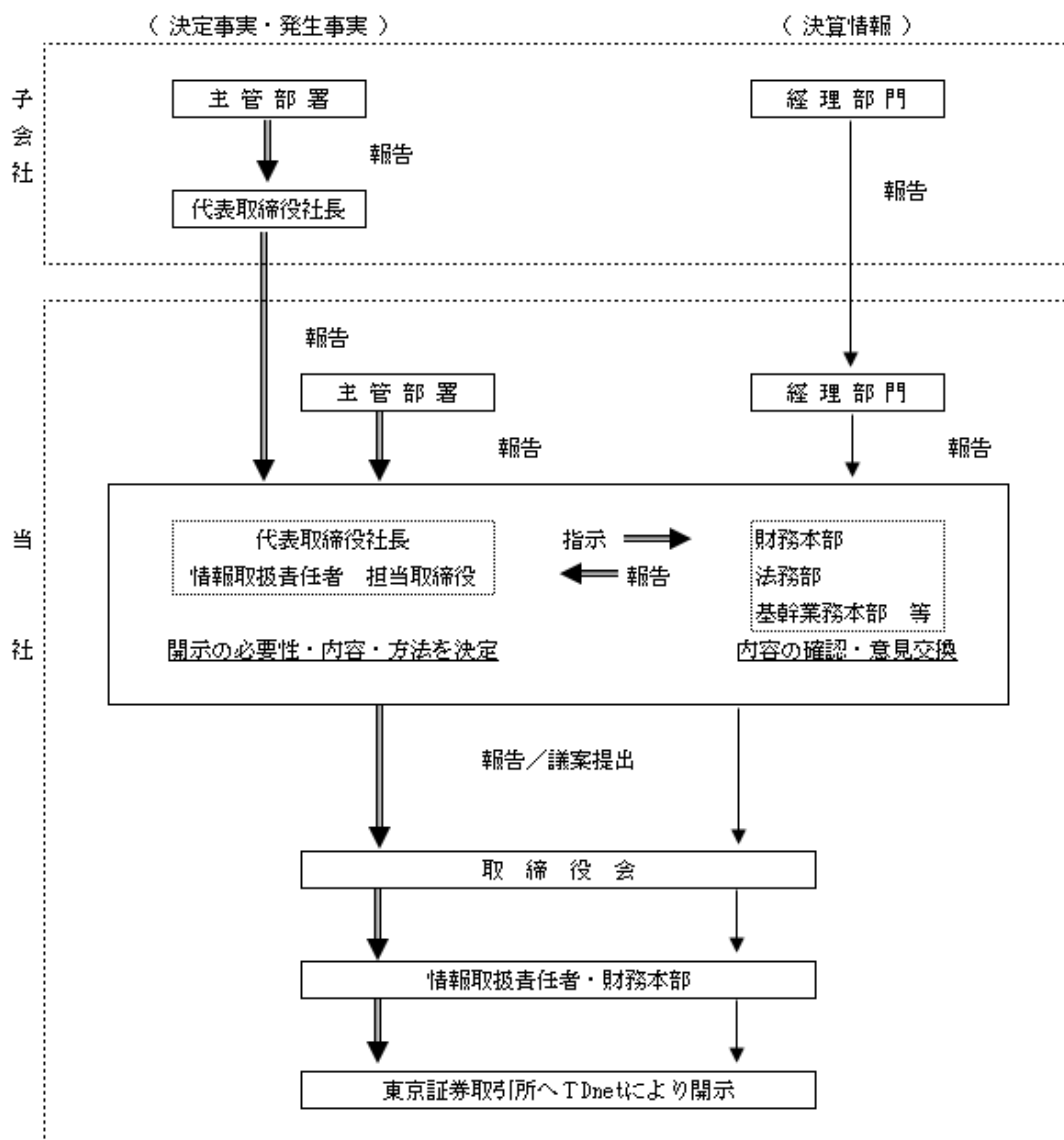 （ 決定事実・発生事実 ）
（ 決算情報 ）
子会社
主 管 部 署
経 理 部 門
報告
代表取締役社長
報告
当社
報告
主 管 部 署
経 理 部 門
報告
報告
代表取締役社長
情報取扱責任者　担当取締役
指示
報告
財務本部
法務部
基幹業務本部　等
開示の必要性・内容・方法を決定
内容の確認・意見交換
報告／議案提出
取　締　役　会
情報取扱責任者・財務本部
東京証券取引所へTDnetにより開示